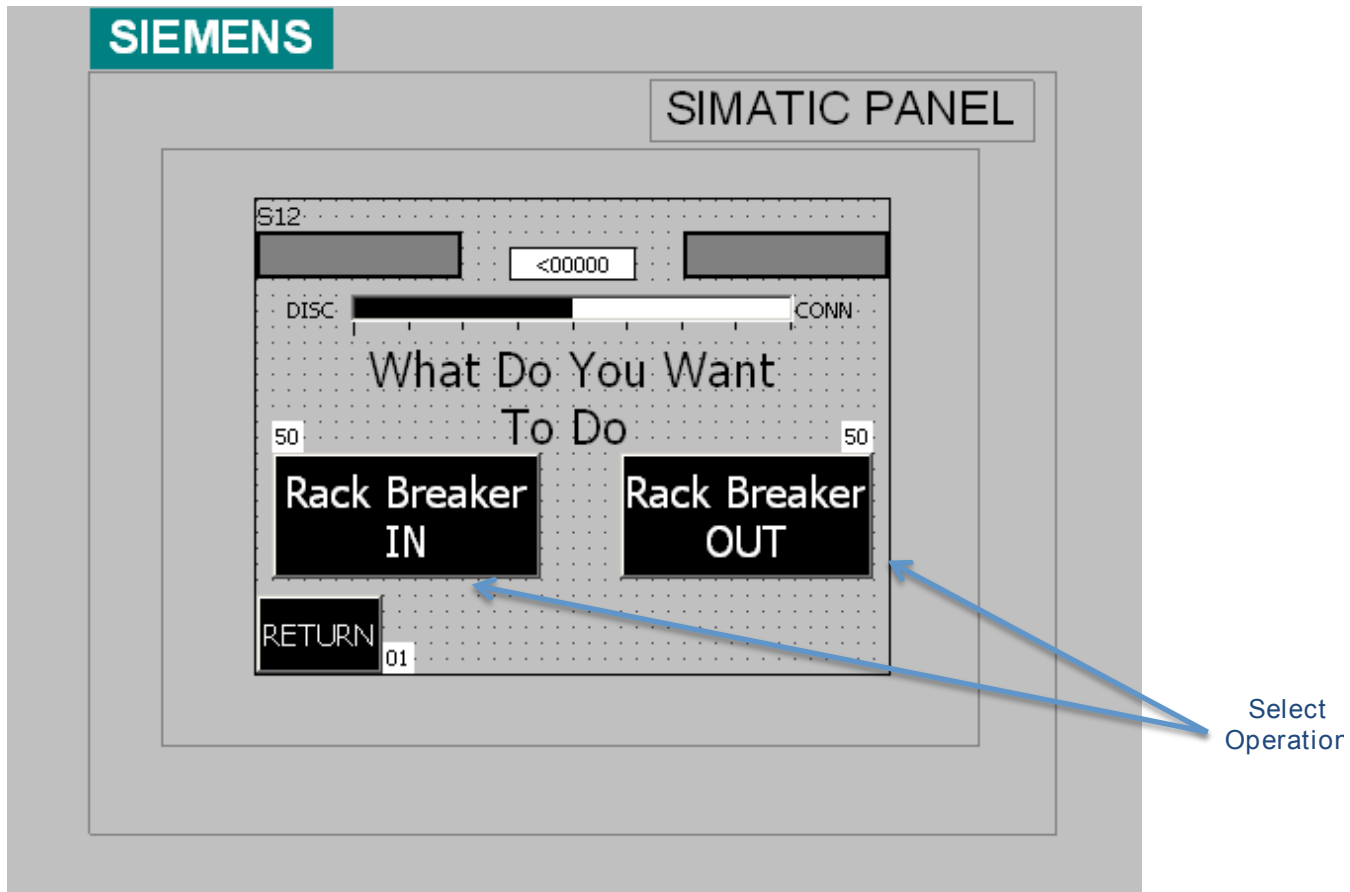 SIEMENS
SIMATIC PANEL
S12
<00000
DISC
CONN
What Do You Want
To Do
50
50
Rack Breaker
IN
Rack Breaker
OUT
RETURN
01
Select
Operation